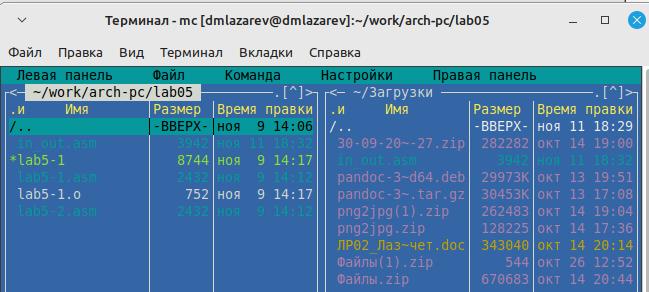 Терминал - mc [dmlazarev@dmlazarev]:~/work/arch-pc/lab05
Файл Правка Вид Терминал Вкладки Справка
Левая панель Файл Команда Настройки Правая панель
<— ~/work/arch-pc/lab05 .[^]> <— ~/Загрузки .[^]>
.и Имя Размер Время правки .и Имя Размер Время правки
/.. -ВВЕРХ- ноя 9 14:06 /.. -ВВЕРХ- ноя 11 18:29
in_out.asm 3942 ноя 11 18:32 30-09-20~-27.zip 282282 окт 14 19:00
*lab5-1 8744 ноя 9 14:17 in_out.asm 3942 ноя 11 18:32
lab5-1.asm 2432 ноя 9 14:12 pandoc-3~d64.deb 29973K окт 13 19:51
lab5-1.o 752 ноя 9 14:17 pandoc-3~.tar.gz 30453K окт 13 17:08
lab5-2.asm 2432 ноя 9 14:12 png2jpg(1).zip 262483 окт 14 19:04
png2jpg.zip 128225 окт 14 17:36
ЛР02_Лаз~чет.doc 343040 окт 14 20:14
Файлы(1).zip 544 окт 26 12:52
Файлы.zip 670683 окт 14 20:44